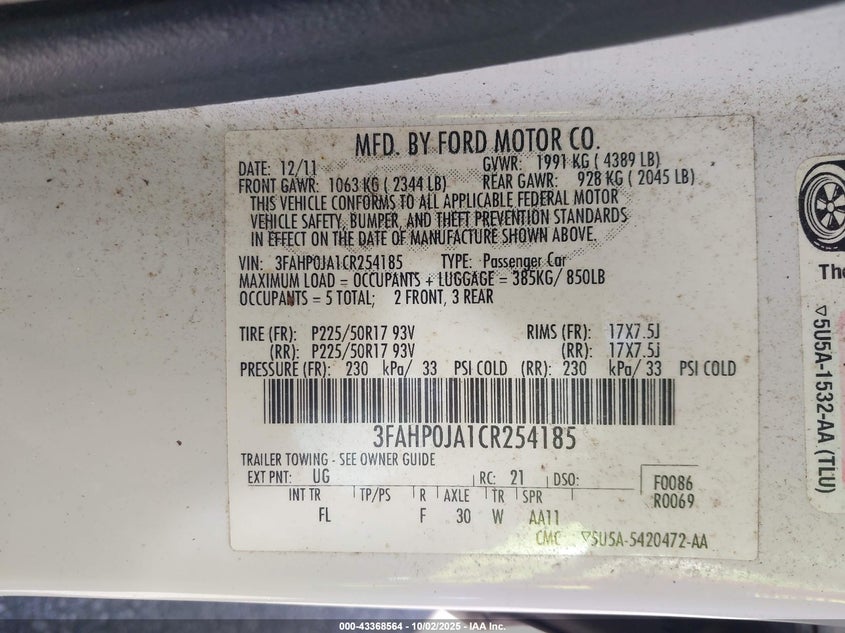 MFD. BY FORD MOTOR CO.
DATE: 12/11 GVWR: 1991 KG ( 4389 LB)
FRONT GAWR: 1063 KG ( 2344 LB) REAR GAWR: 928 KG ( 2045 LB)
THIS VEHICLE CONFORMS TO ALL APPLICABLE FEDERAL MOTOR
VEHICLE SAFETY, BUMPER, AND THEFT PREVENTION STANDARDS
IN EFFECT ON THE DATE OF MANUFACTURE SHOWN ABOVE.
VIN: 3FAHP0JA1CR254185 TYPE: Passenger Car
MAXIMUM LOAD = OCCUPANTS + LUGGAGE = 385KG/ 850LB
OCCUPANTS = 5 TOTAL; 2 FRONT, 3 REAR
TIRE (FR): P225/50R17 93V RIMS (FR): 17X7.5J
(RR): P225/50R17 93V (RR): 17X7.5J
PRESSURE (FR): 230 kPa/ 33 PSI COLD (RR): 230 kPa/ 33 PSI COLD
3FAHP0JA1CR254185
TRAILER TOWING - SEE OWNER GUIDE
EXT PNT: UG RC: 21 DSO:
F0086
R0069
INT TR TP/PS R AXLE TR SPR
FL F 30 W AA11
CMC ▽5U5A-5420472-AA
The
▽5U5A-1532-AA (TLU)
000-43368564 - 10/02/2025 - IAA Inc.